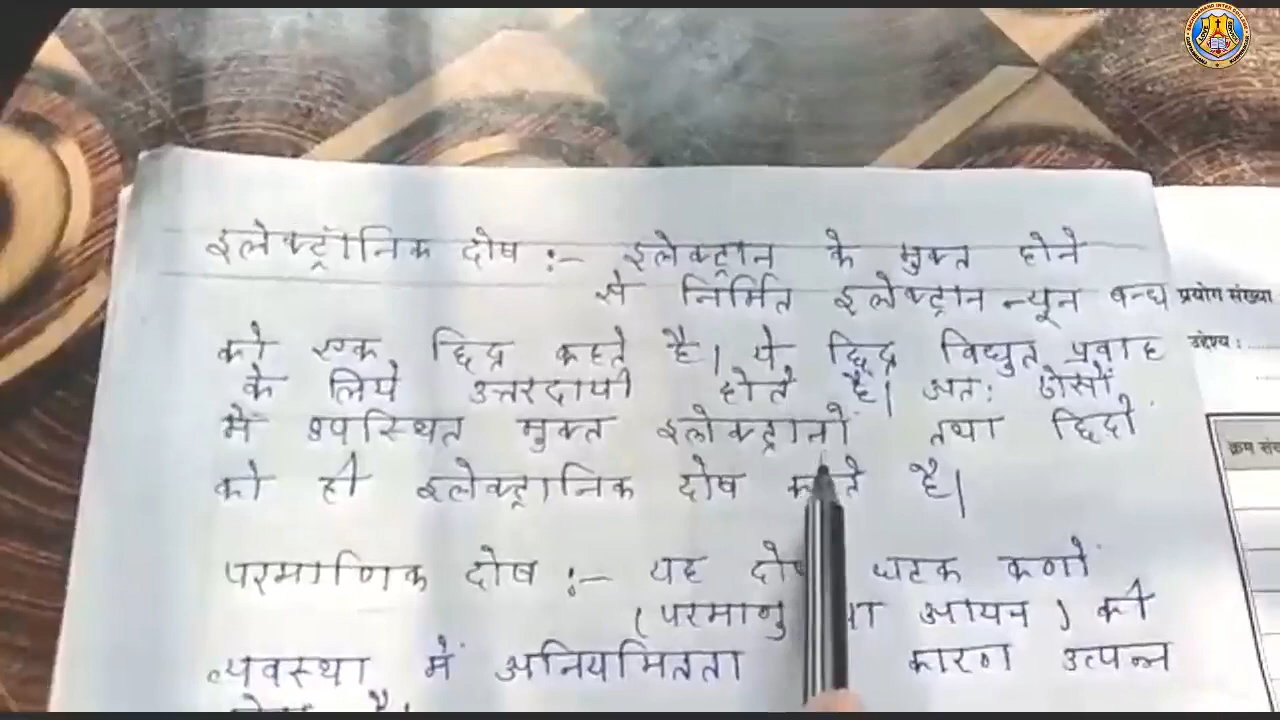 इलेक्ट्रॉनिक दोष :- इलेक्ट्रान के मुक्त होने
से निर्मित इलेक्ट्रान न्यून बन्ध
को एक छिद्र कहते है। ये छिद्र विद्युत प्रवाह
के लिये उत्तरदायी होते है। अत: ठोसों
में उपस्थित मुक्त इलेक्ट्रानों तथा छिद्रों
को ही इलेक्ट्रानिक दोष कहते है।
परमाणिक दोष :- यह दोष घटक कणों
(परमाणु या आयन) की
व्यवस्था में अनियमितता कारण उत्पन्न
है।
प्रयोग संख्या
उद्देश्य :
क्रम